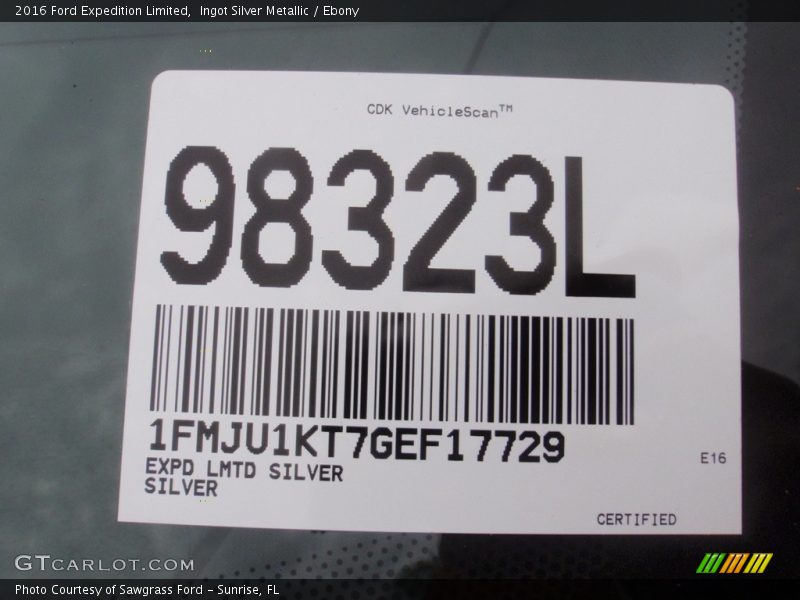 2016 Ford Expedition Limited,  Ingot Silver Metallic / Ebony
CDK VehicleScan™
98323L
1FMJU1KT7GEF17729
EXPD LMTD SILVER
SILVER
E16
CERTIFIED
GTCARLOT.COM
Photo Courtesy of Sawgrass Ford – Sunrise, FL